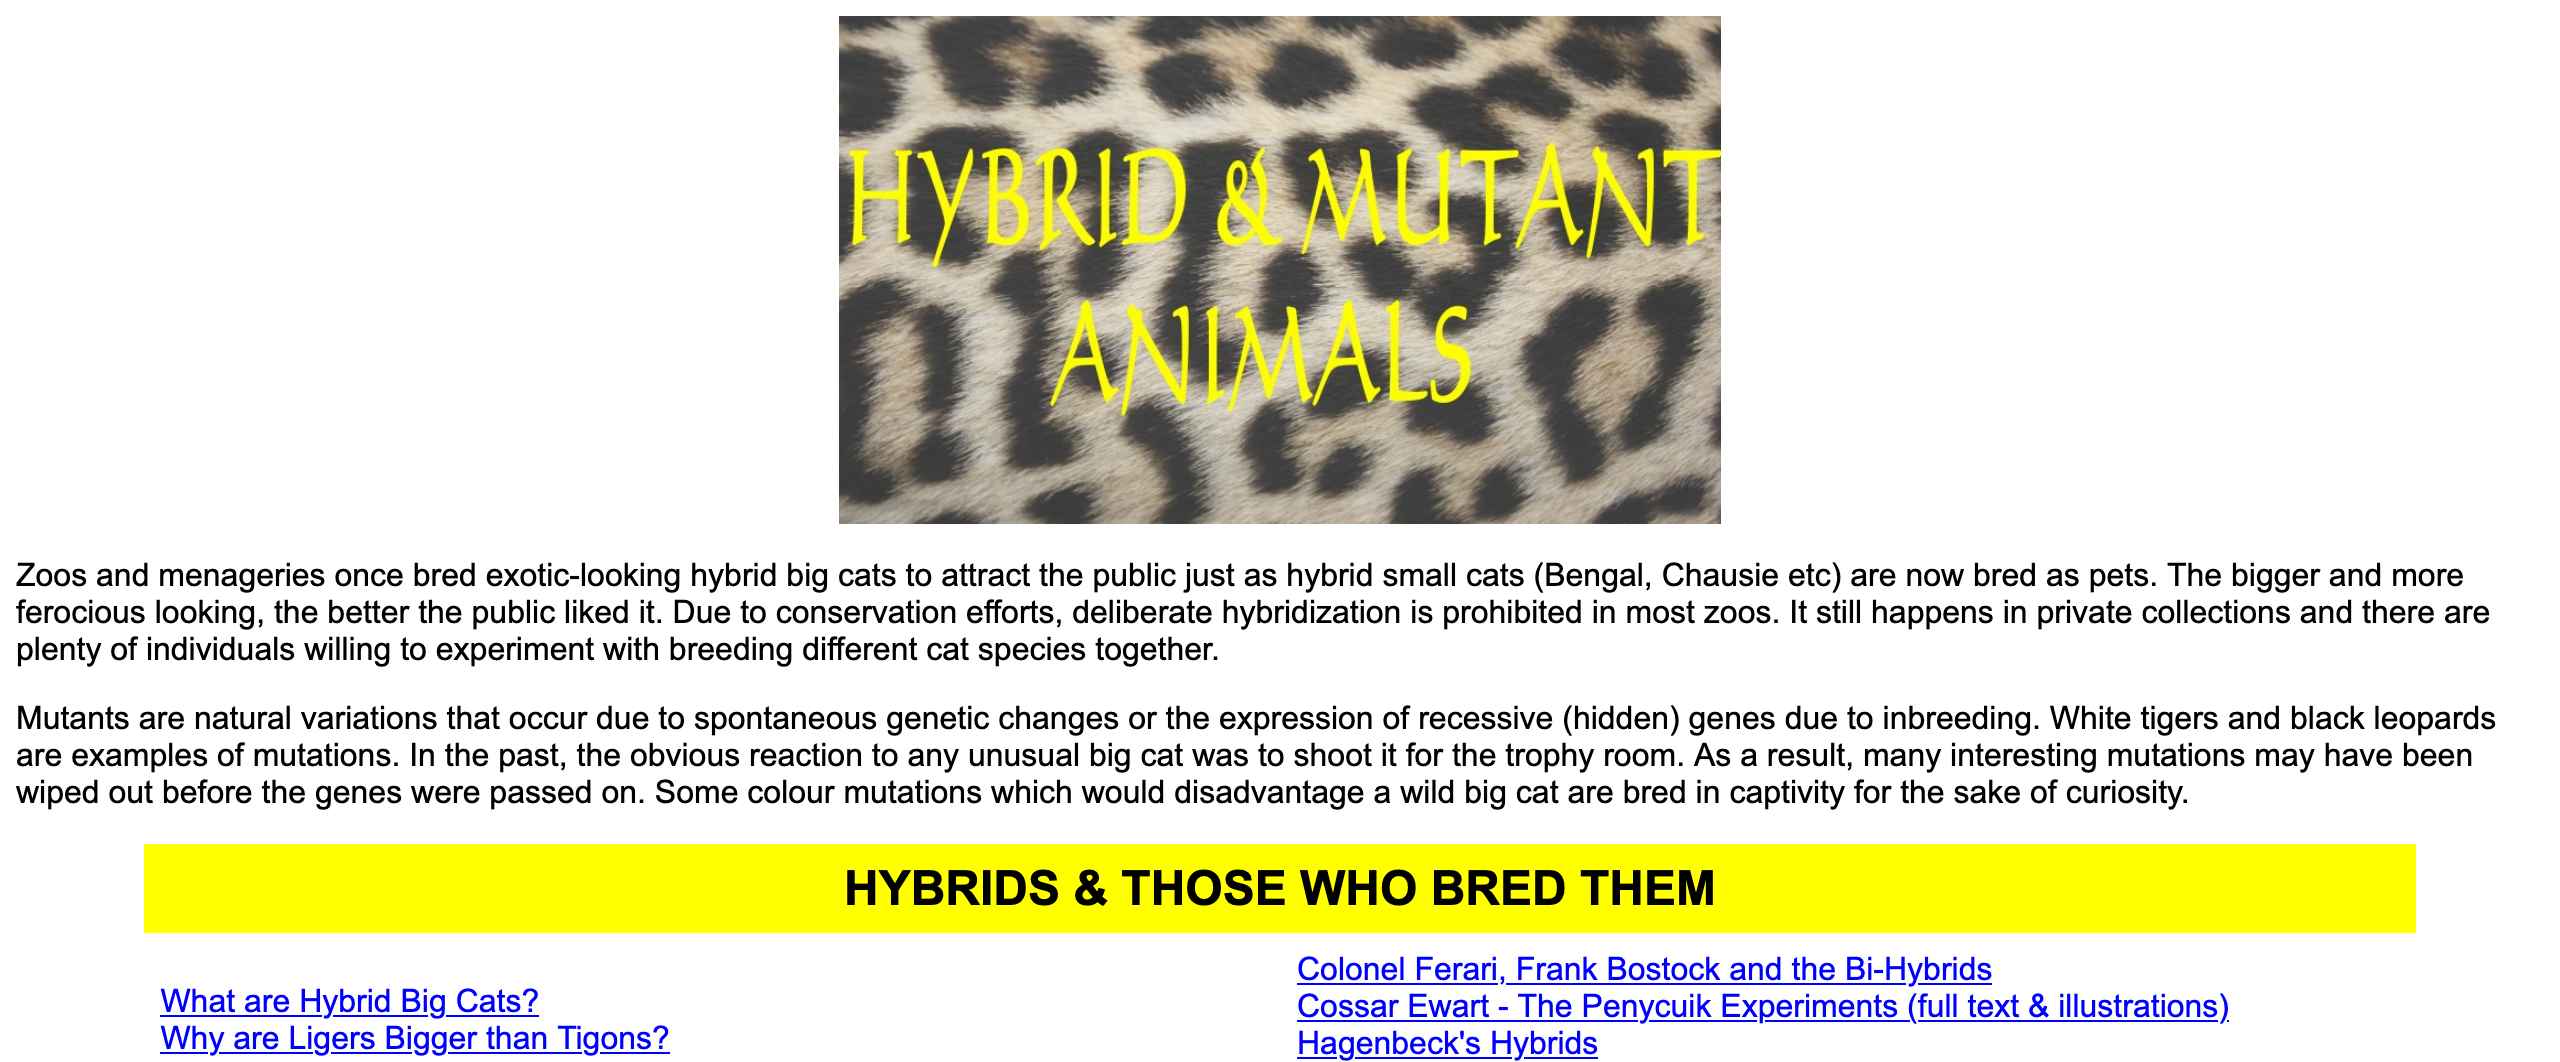 HYBRID & MUTANT
ANIMALS
Zoos and menageries once bred exotic-looking hybrid big cats to attract the public just as hybrid small cats (Bengal, Chausie etc) are now bred as pets. The bigger and more
ferocious looking, the better the public liked it. Due to conservation efforts, deliberate hybridization is prohibited in most zoos. It still happens in private collections and there are
plenty of individuals willing to experiment with breeding different cat species together.
Mutants are natural variations that occur due to spontaneous genetic changes or the expression of recessive (hidden) genes due to inbreeding. White tigers and black leopards
are examples of mutations. In the past, the obvious reaction to any unusual big cat was to shoot it for the trophy room. As a result, many interesting mutations may have been
wiped out before the genes were passed on. Some colour mutations which would disadvantage a wild big cat are bred in captivity for the sake of curiosity.
HYBRIDS & THOSE WHO BRED THEM
What are Hybrid Big Cats?
Why are Ligers Bigger than Tigons?
Colonel Ferari, Frank Bostock and the Bi-Hybrids
Cossar Ewart - The Penycuik Experiments (full text & illustrations)
Hagenbeck's Hybrids